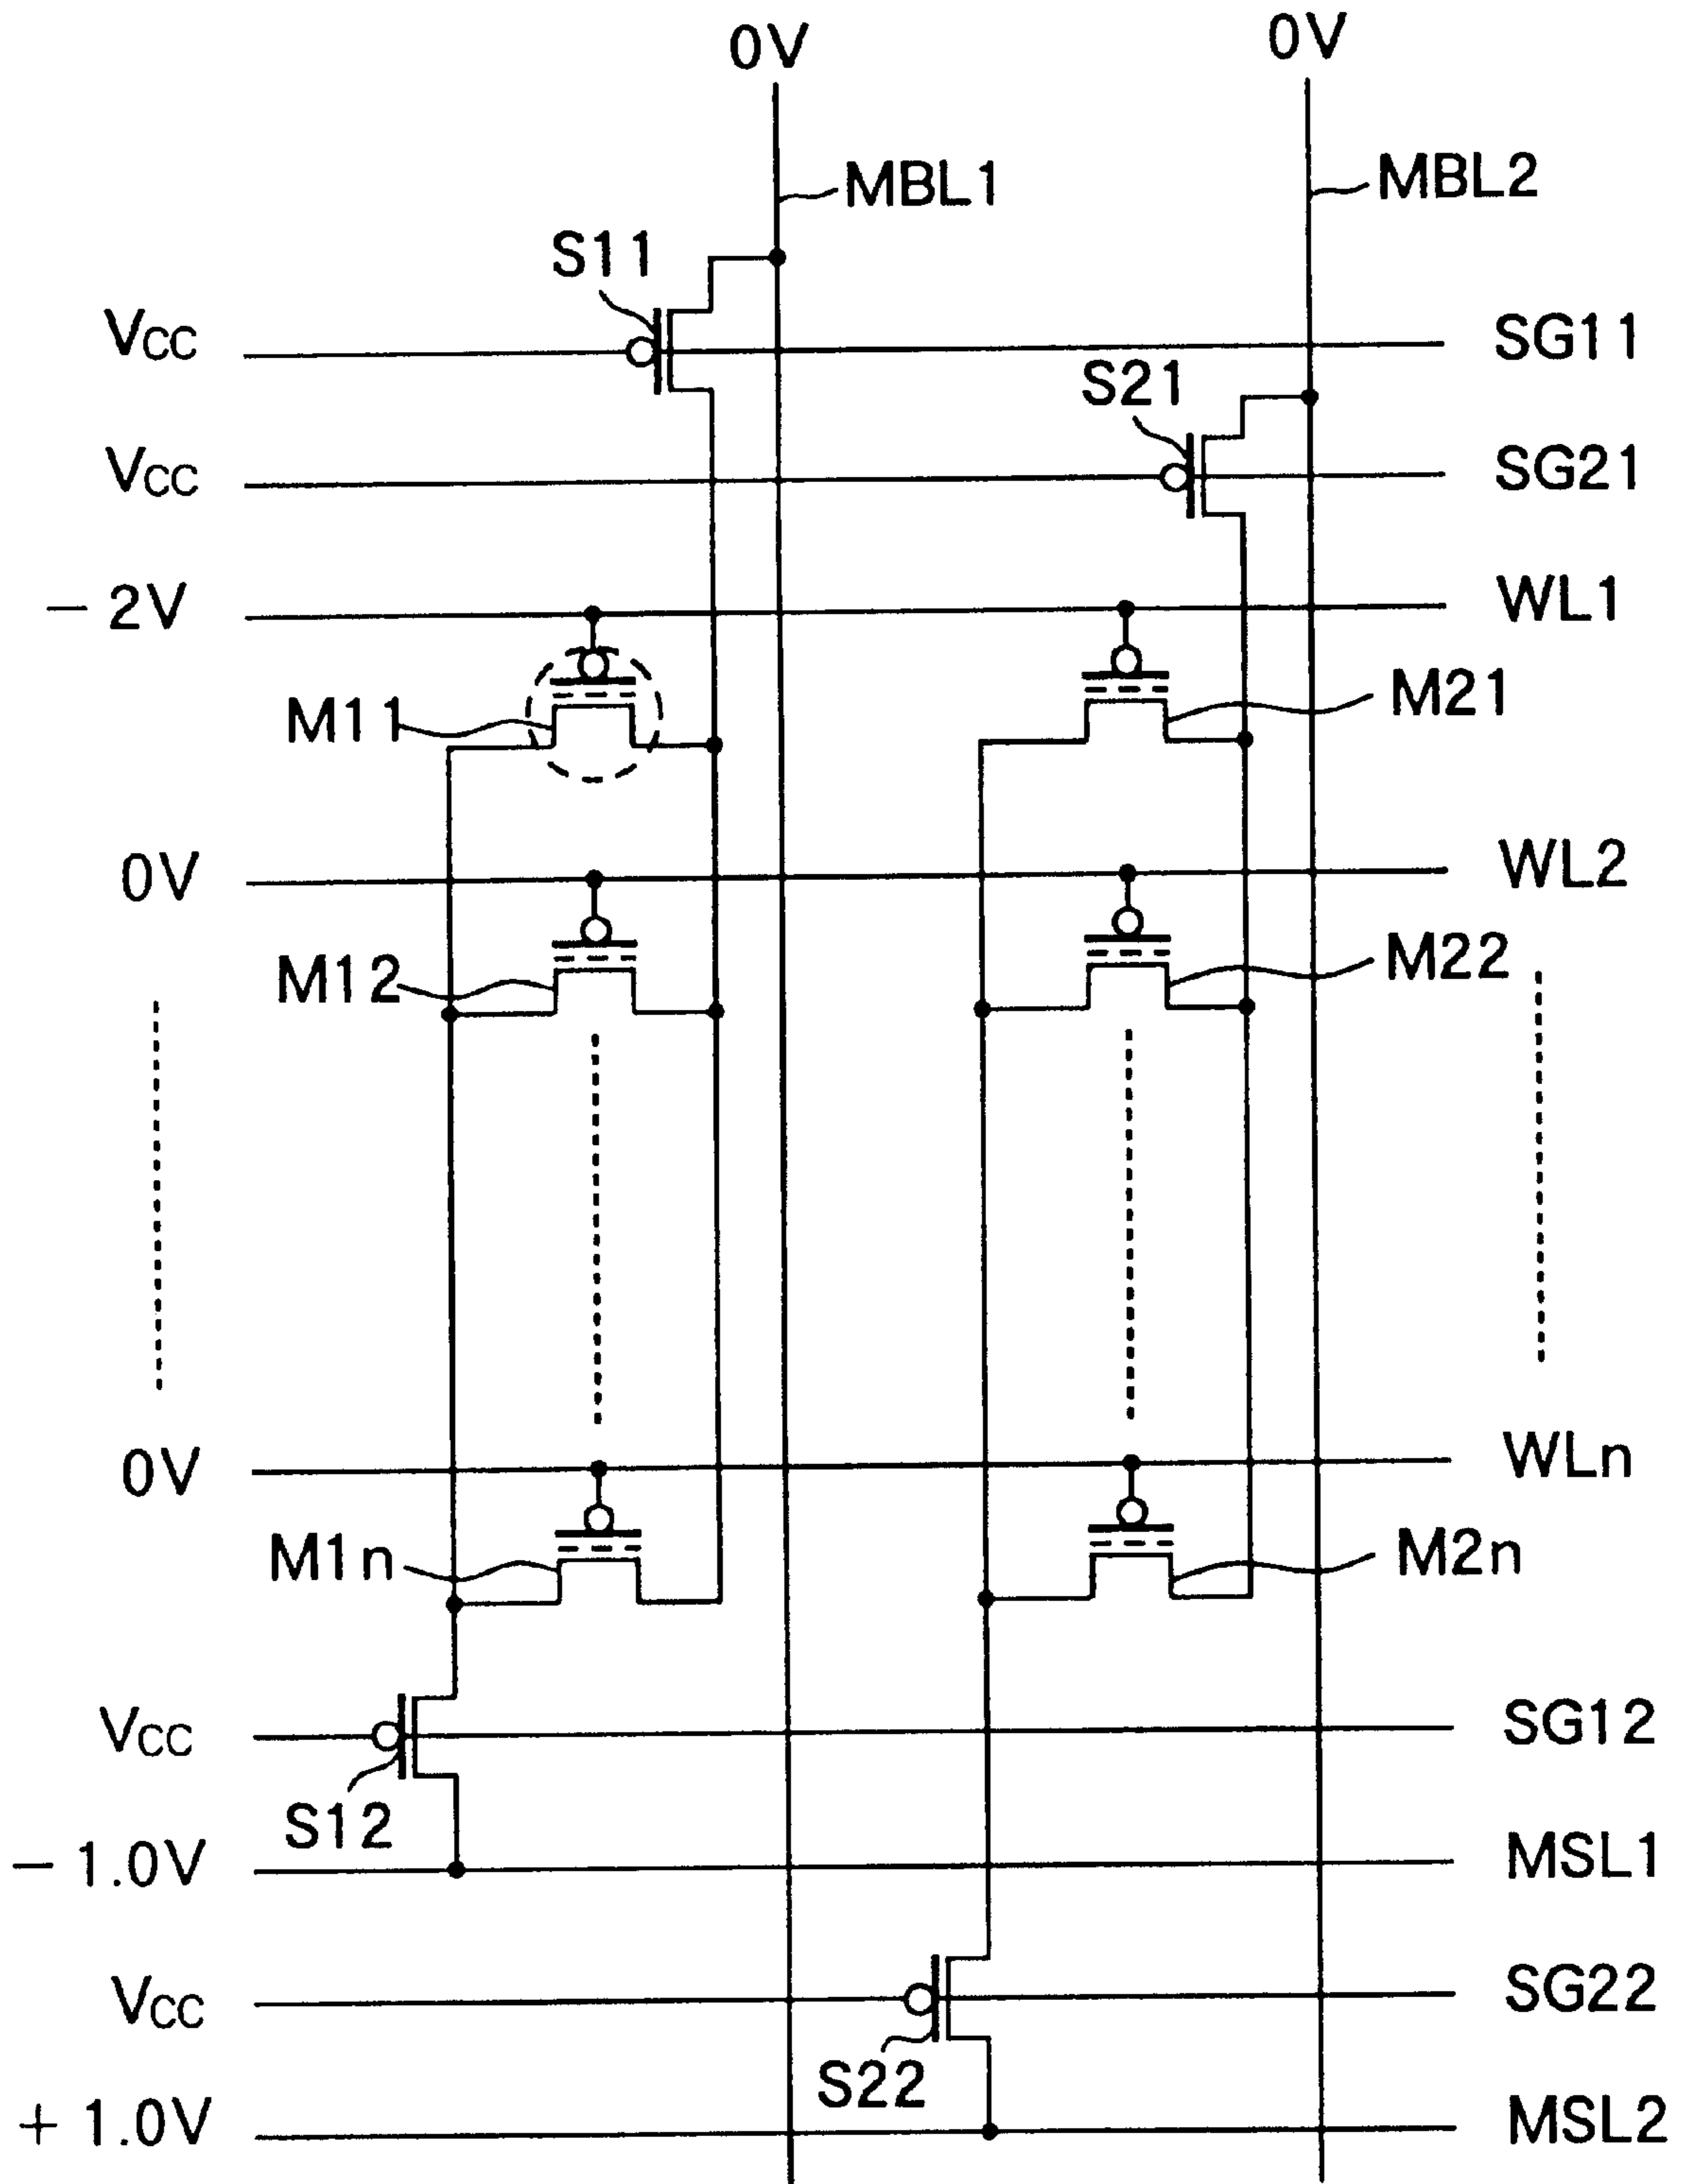 0V 0V
MBL1 MBL2
S11
VCC SG11
S21
VCC SG21
− 2V WL1
M11 M21
0V WL2
M12 M22
0V WLn
M1n M2n
VCC SG12
S12
− 1.0V MSL1
VCC SG22
S22
+ 1.0V MSL2